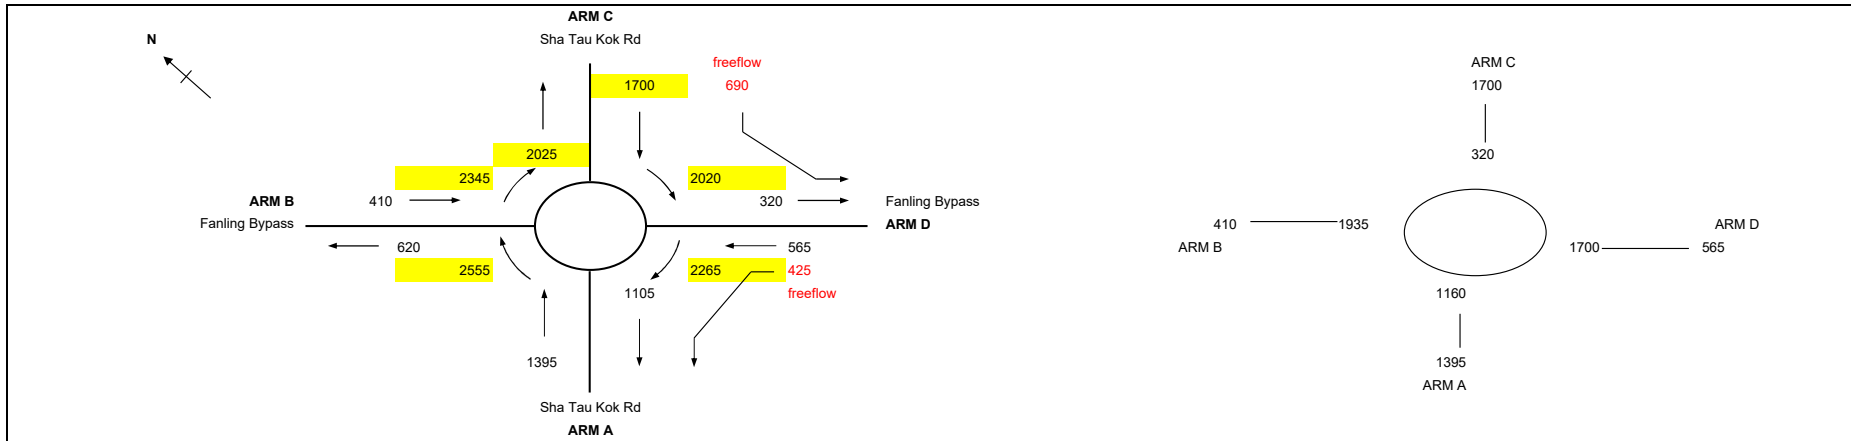 ARM C
Sha Tau Kok Rd
N
freeflow
1700
690
2025
2345
2020
ARM B
410
320
Fanling Bypass
Fanling Bypass
ARM D
620
565
2555
2265
425
1105
freeflow
1395
Sha Tau Kok Rd
ARM A
ARM C
1700
320
410
1935
ARM D
ARM B
1700
565
1160
1395
ARM A